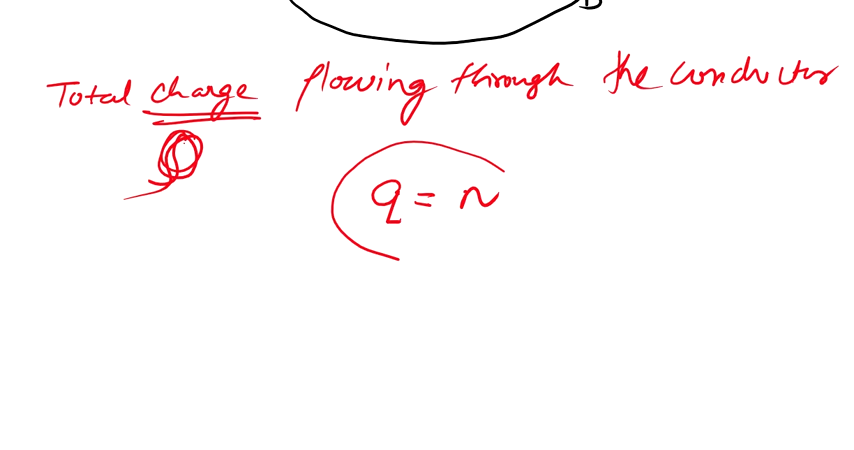 Total charge flowing through the conductor
q = n